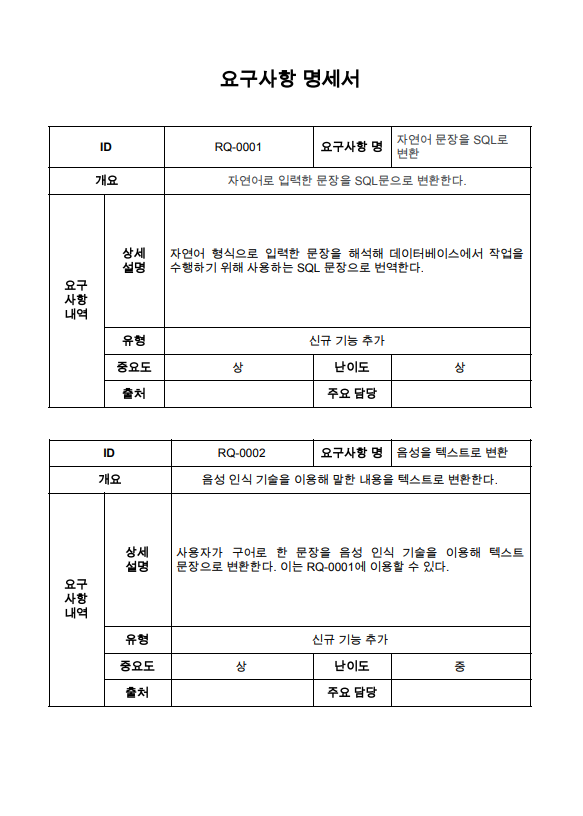 요구사항 명세서
ID RQ-0001 요구사항 명 자연어 문장을 SQL로
변환
개요 자연어로 입력한 문장을 SQL문으로 변환한다.
요구
사항
내역
상세
설명
자연어 형식으로 입력한 문장을 해석해 데이터베이스에서 작업을
수행하기 위해 사용하는 SQL 문장으로 번역한다.
유형 신규 기능 추가
중요도 상 난이도 상
출처 주요 담당
ID RQ-0002 요구사항 명 음성을 텍스트로 변환
개요 음성 인식 기술을 이용해 말한 내용을 텍스트로 변환한다.
요구
사항
내역
상세
설명
사용자가 구어로 한 문장을 음성 인식 기술을 이용해 텍스트
문장으로 변환한다. 이는 RQ-0001에 이용할 수 있다.
유형 신규 기능 추가
중요도 상 난이도 중
출처 주요 담당